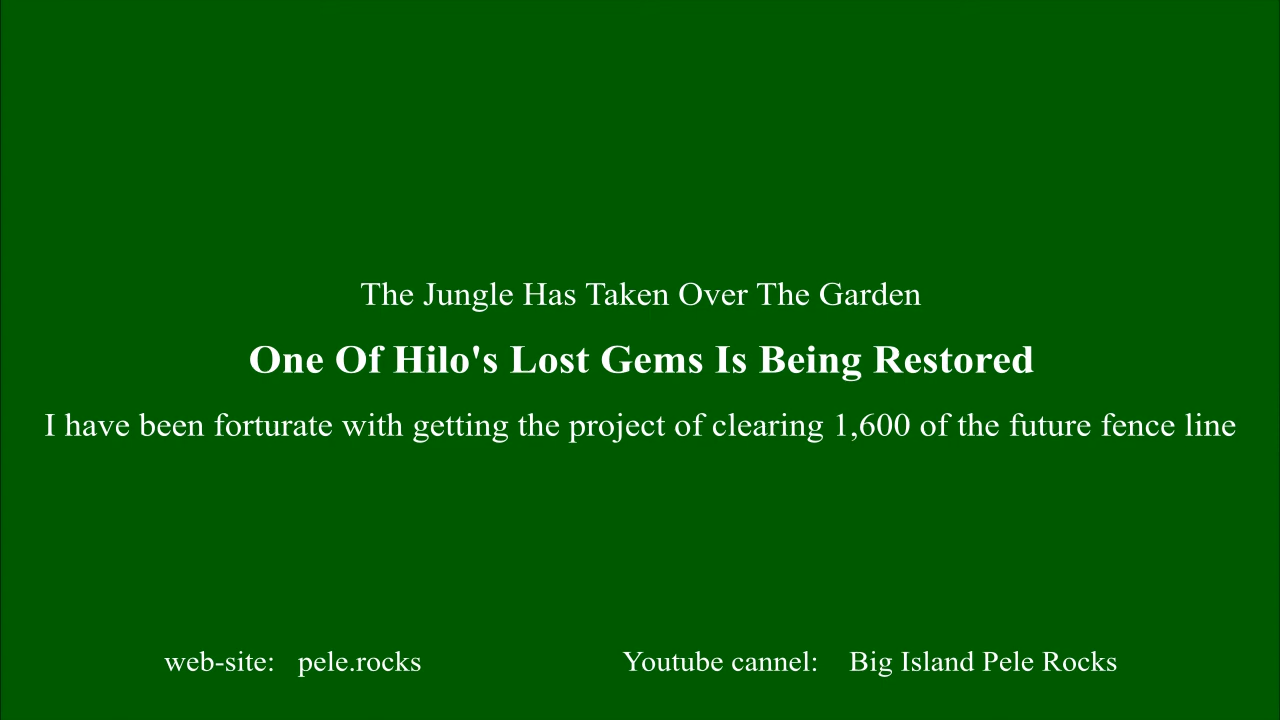 The Jungle Has Taken Over The Garden
One Of Hilo's Lost Gems Is Being Restored
I have been forturate with getting the project of clearing 1,600 of the future fence line
web-site: pele.rocks Youtube cannel: Big Island Pele Rocks